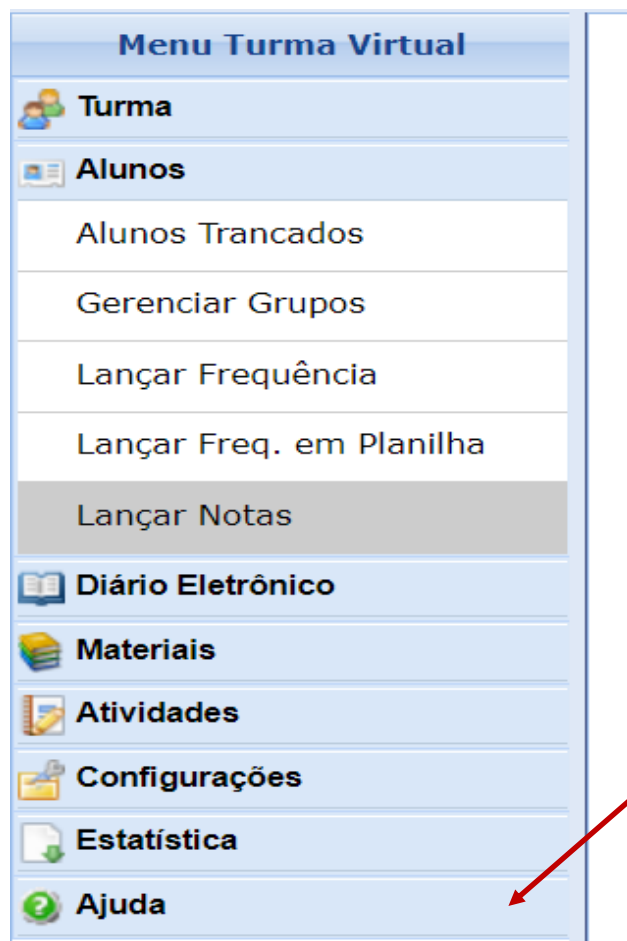 Menu Turma Virtual
Turma
Alunos
Alunos Trancados
Gerenciar Grupos
Lançar Frequência
Lançar Freq. em Planilha
Lançar Notas
Diário Eletrônico
Materiais
Atividades
Configurações
Estatística
Ajuda